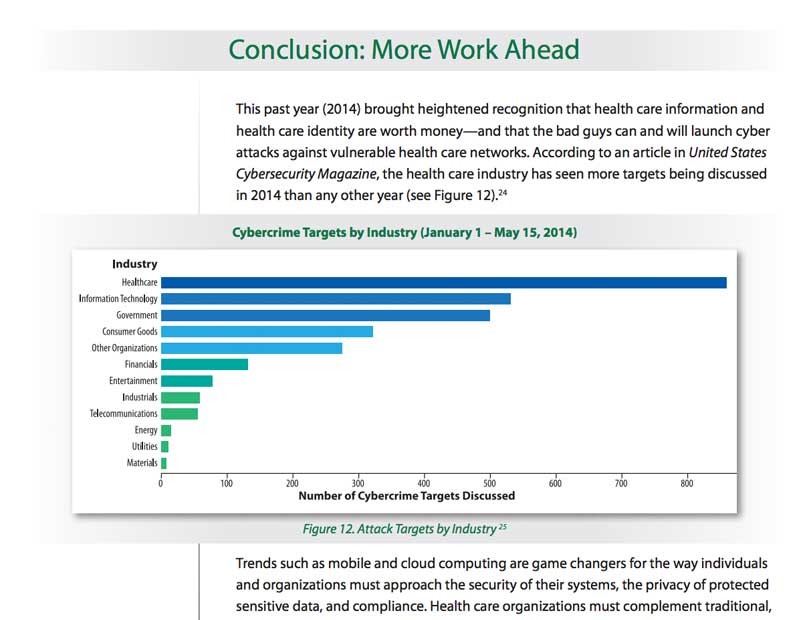 Conclusion: More Work Ahead
This past year (2014) brought heightened recognition that health care information and
health care identity are worth money—and that the bad guys can and will launch cyber
attacks against vulnerable health care networks. According to an article in United States
Cybersecurity Magazine, the health care industry has seen more targets being discussed
in 2014 than any other year (see Figure 12).24
Cybercrime Targets by Industry (January 1 – May 15, 2014)
Industry
Healthcare
Information Technology
Government
Consumer Goods
Other Organizations
Financials
Entertainment
Industrials
Telecommunications
Energy
Utilities
Materials
0 100 200 300 400 500 600 700 800
Number of Cybercrime Targets Discussed
Figure 12. Attack Targets by Industry 25
Trends such as mobile and cloud computing are game changers for the way individuals
and organizations must approach the security of their systems, the privacy of protected
sensitive data, and compliance. Health care organizations must complement traditional,